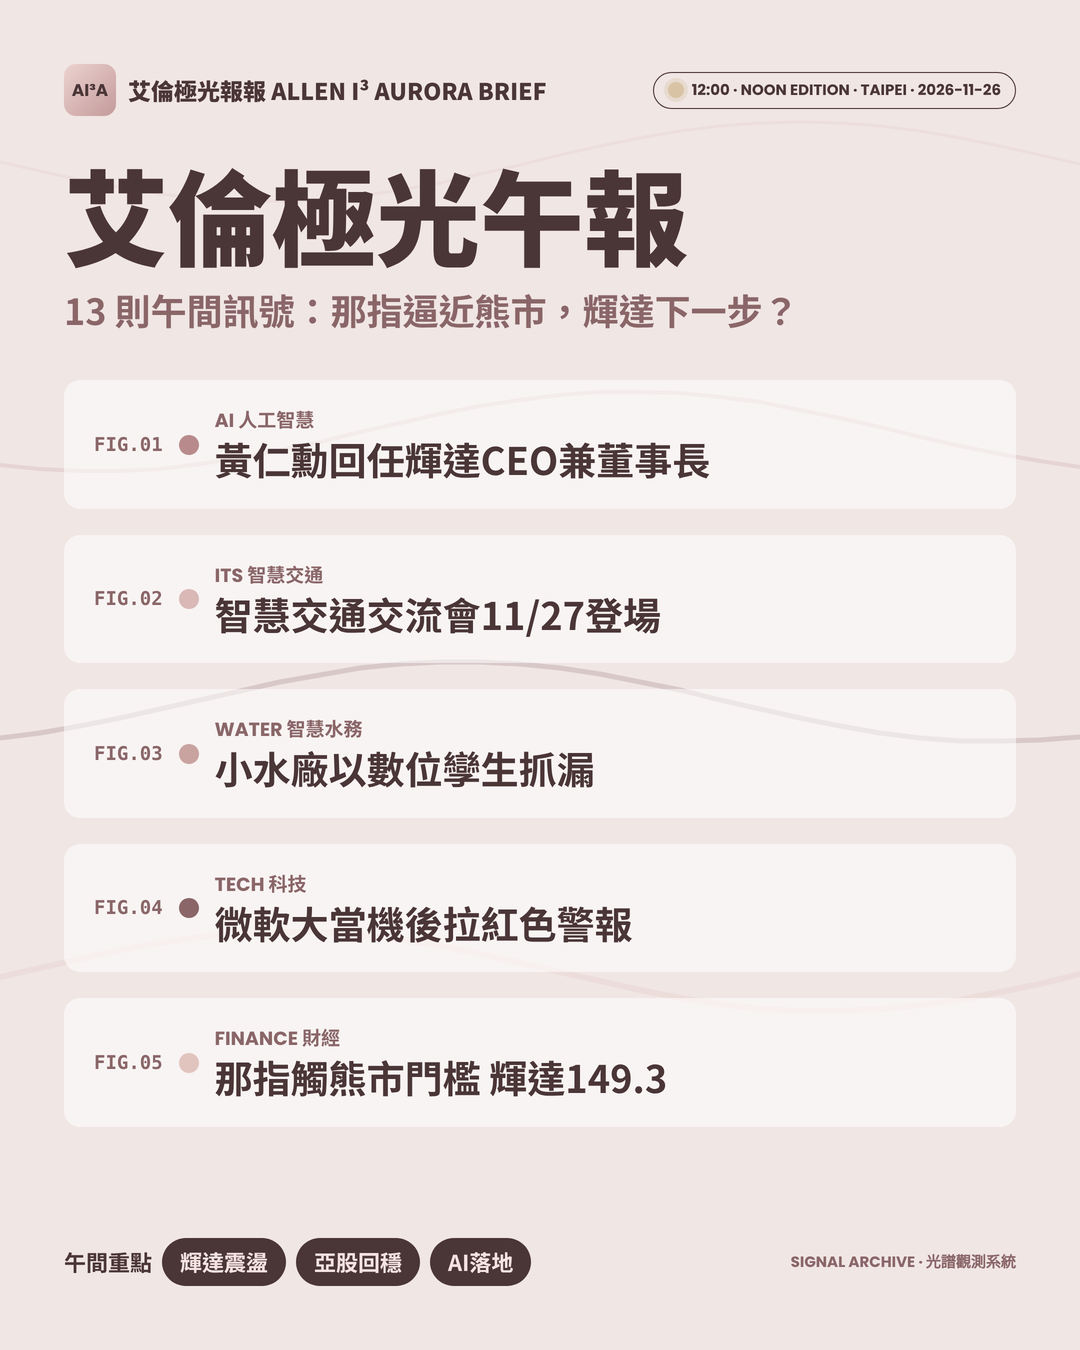 AI³A
艾倫極光報報 ALLEN I³ AURORA BRIEF
12:00 · NOON EDITION · TAIPEI · 2026-11-26
艾倫極光午報
13 則午間訊號：那指逼近熊市，輝達下一步？
FIG.01
AI 人工智慧
黃仁勳回任輝達CEO兼董事長
FIG.02
ITS 智慧交通
智慧交通交流會11/27登場
FIG.03
WATER 智慧水務
小水廠以數位孿生抓漏
FIG.04
TECH 科技
微軟大當機後拉紅色警報
FIG.05
FINANCE 財經
那指觸熊市門檻 輝達149.3
午間重點
輝達震盪
亞股回穩
AI落地
SIGNAL ARCHIVE · 光譜觀測系統